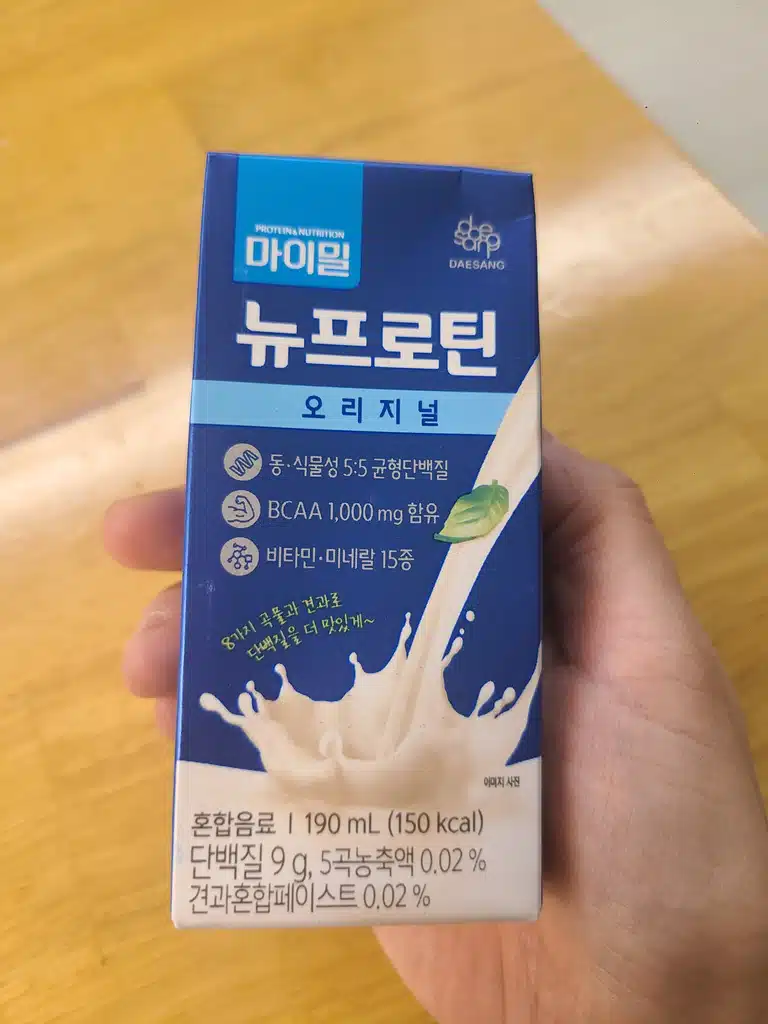 PROTEIN & NUTRITION
마이밀
dae
sang
DAESANG
뉴프로틴
오리지널
동·식물성 5:5 균형단백질
BCAA 1,000 mg 함유
비타민·미네랄 15종
8가지 곡물과 견과로
단백질을 더 맛있게~
이미지 사진
혼합음료 I 190 mL (150 kcal)
단백질 9 g, 5곡농축액 0.02 %
견과혼합페이스트 0.02 %